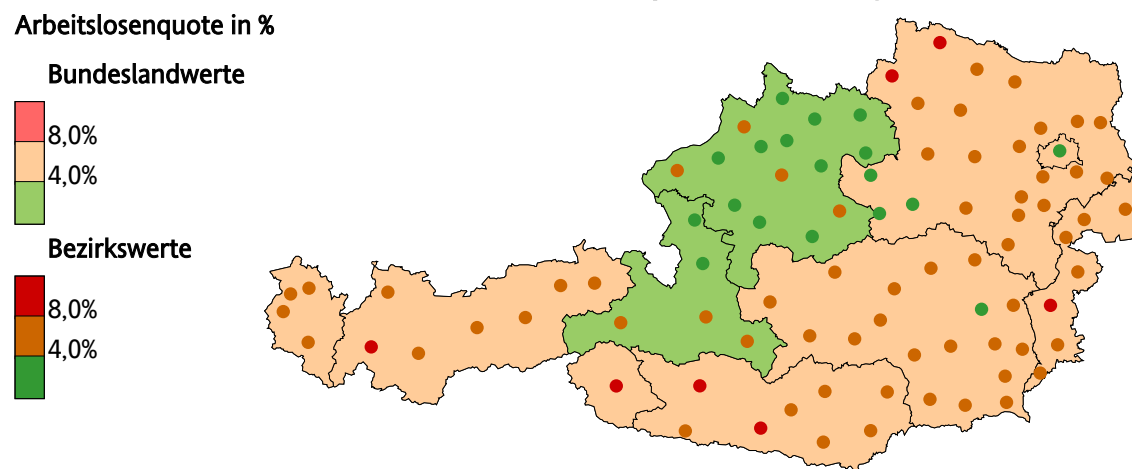 Arbeitslosenquote in %
Bundeslandwerte
8,0%
4,0%
Bezirkswerte
8,0%
4,0%